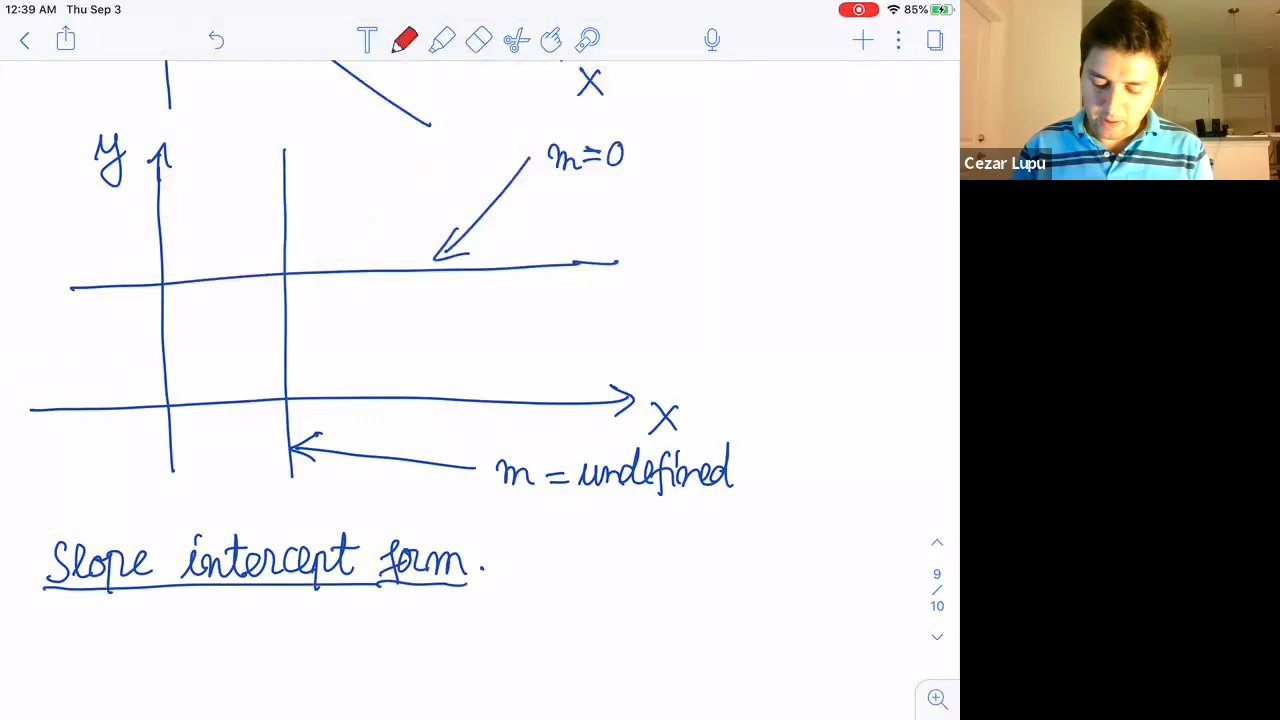 12:39 AM Thu Sep 3
85%
T
X
y
m=0
Cezar Lupu
X
m = undefined
Slope intercept form.
9
/
10